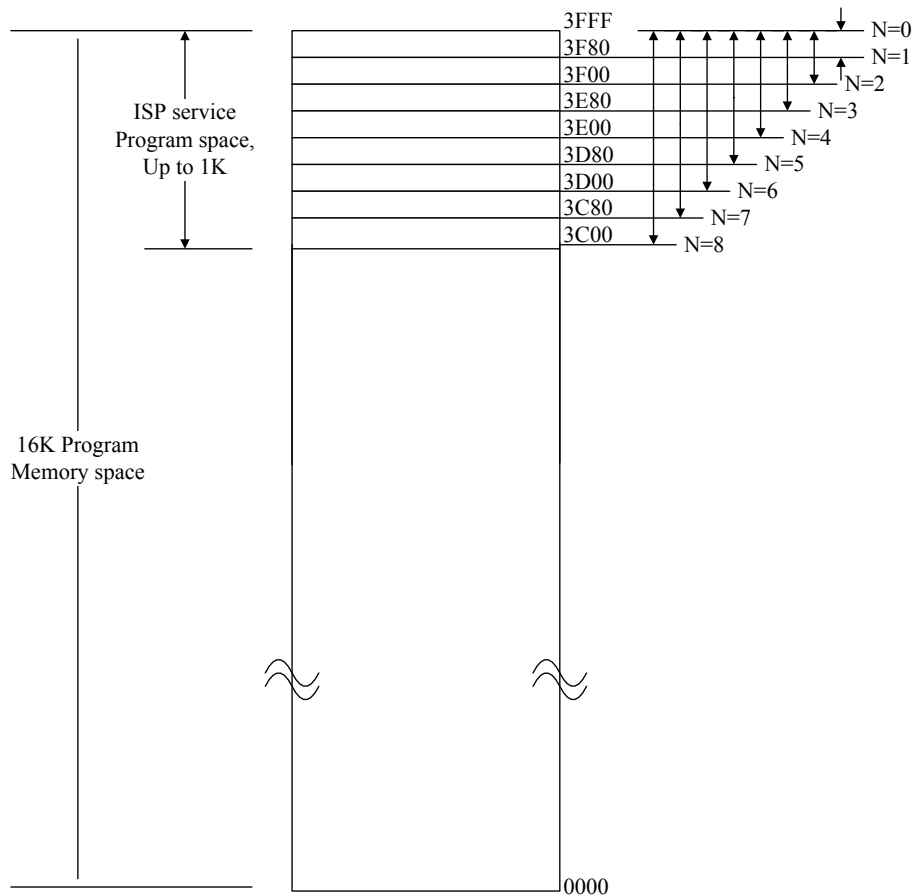 3FFF
N=0
3F80
N=1
3F00
N=2
ISP service
Program space,
Up to 1K
3E80
N=3
3E00
N=4
3D80
N=5
3D00
N=6
3C80
N=7
3C00
N=8
16K Program
Memory space
0000